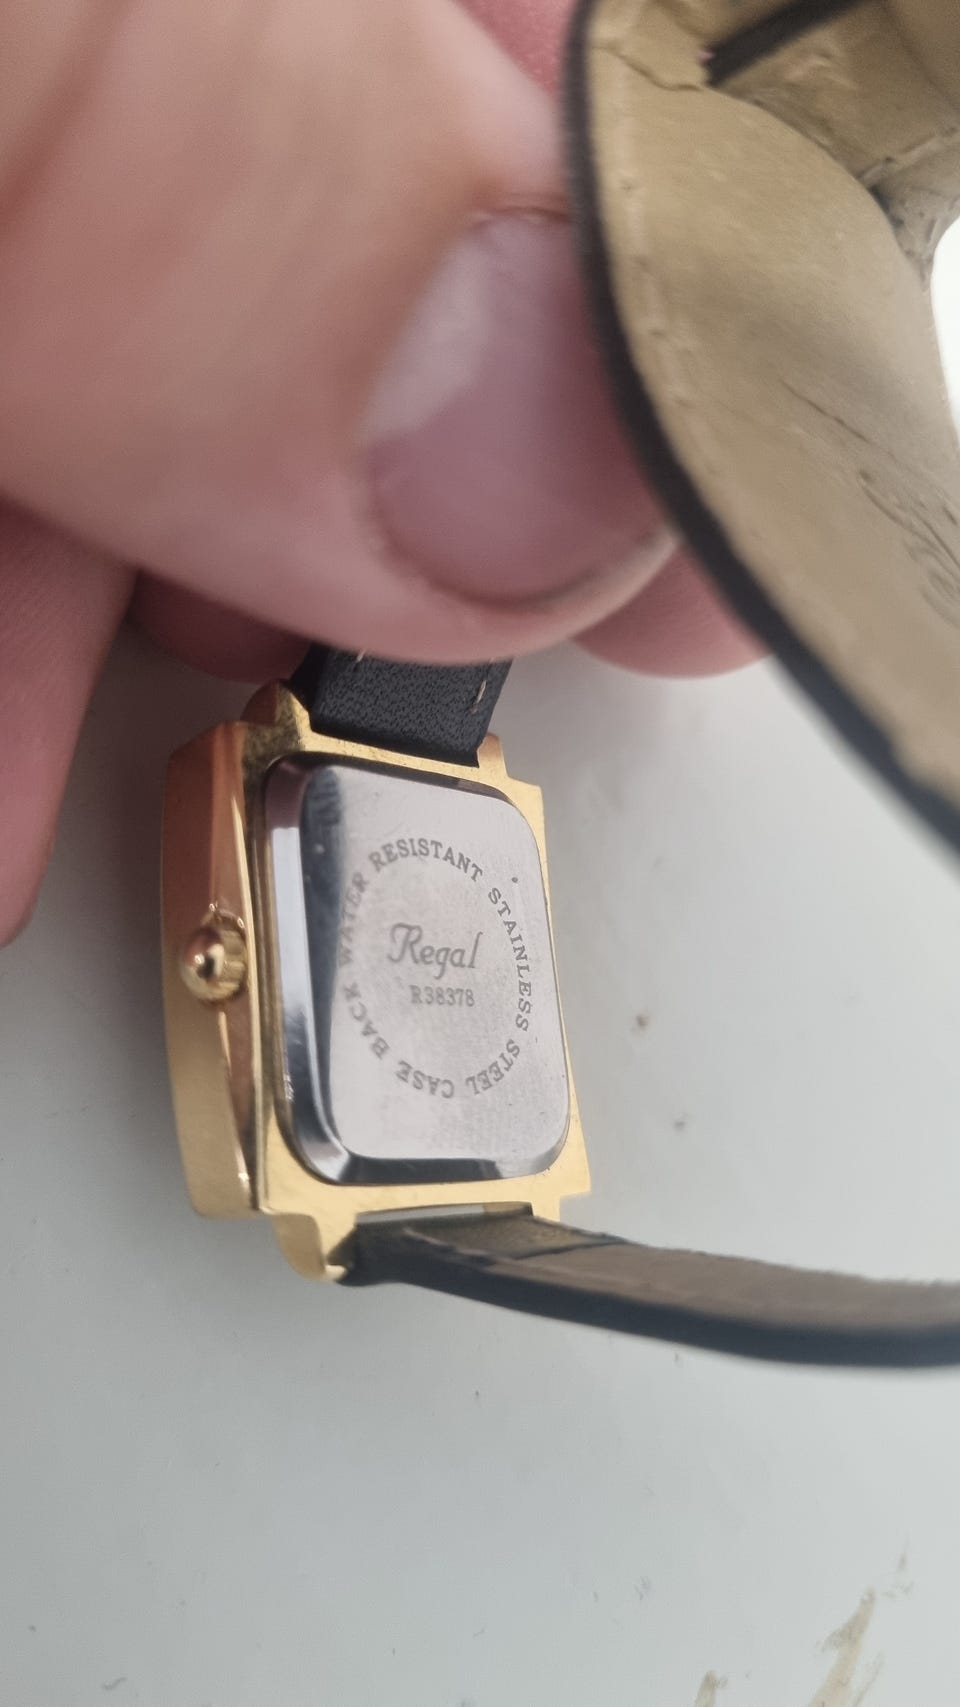 WATER RESISTANT STAINLESS STEEL CASE BACK
Regal
R38378